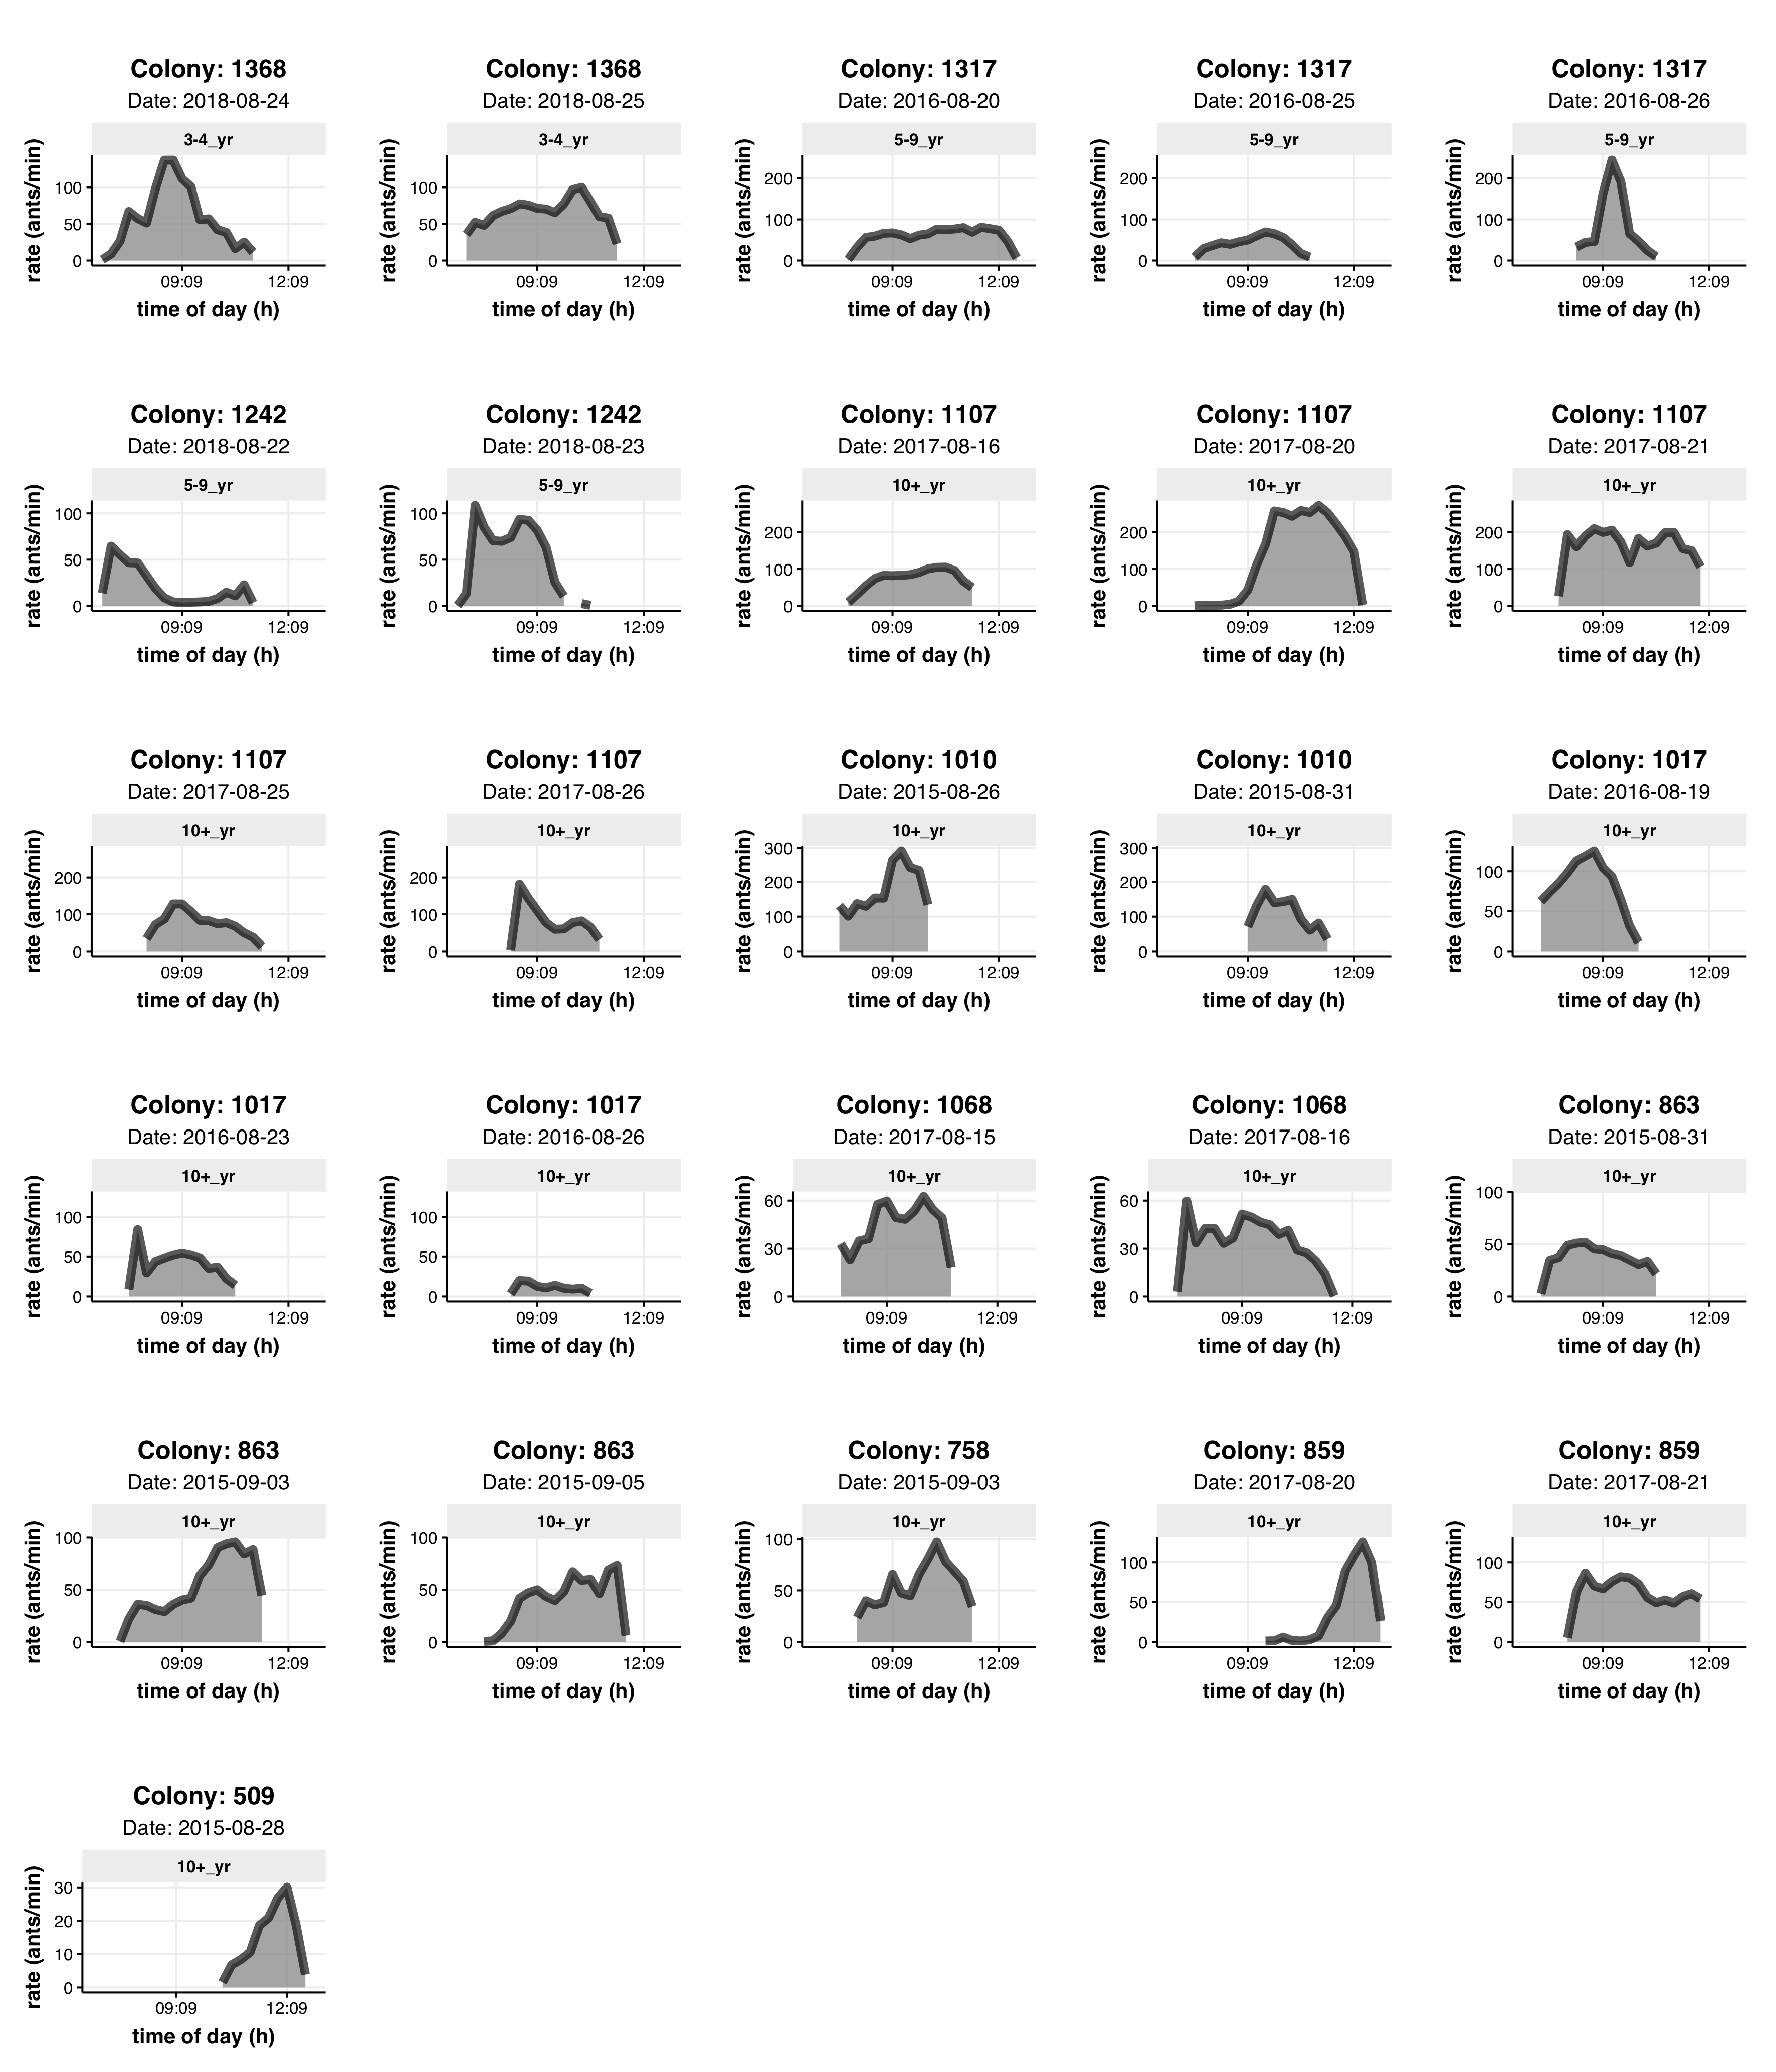 Colony: 1368
Date: 2018-08-24
3-4_yr
rate (ants/min)
100
50
0
09:09 12:09
time of day (h)
Colony: 1368
Date: 2018-08-25
3-4_yr
rate (ants/min)
100
50
0
09:09 12:09
time of day (h)
Colony: 1317
Date: 2016-08-20
5-9_yr
rate (ants/min)
200
100
0
09:09 12:09
time of day (h)
Colony: 1317
Date: 2016-08-25
5-9_yr
rate (ants/min)
200
100
0
09:09 12:09
time of day (h)
Colony: 1317
Date: 2016-08-26
5-9_yr
rate (ants/min)
200
100
0
09:09 12:09
time of day (h)
Colony: 1242
Date: 2018-08-22
5-9_yr
rate (ants/min)
100
50
0
09:09 12:09
time of day (h)
Colony: 1242
Date: 2018-08-23
5-9_yr
rate (ants/min)
100
50
0
09:09 12:09
time of day (h)
Colony: 1107
Date: 2017-08-16
10+_yr
rate (ants/min)
200
100
0
09:09 12:09
time of day (h)
Colony: 1107
Date: 2017-08-20
10+_yr
rate (ants/min)
200
100
0
09:09 12:09
time of day (h)
Colony: 1107
Date: 2017-08-21
10+_yr
rate (ants/min)
200
100
0
09:09 12:09
time of day (h)
Colony: 1107
Date: 2017-08-25
10+_yr
rate (ants/min)
200
100
0
09:09 12:09
time of day (h)
Colony: 1107
Date: 2017-08-26
10+_yr
rate (ants/min)
200
100
0
09:09 12:09
time of day (h)
Colony: 1010
Date: 2015-08-26
10+_yr
rate (ants/min)
300
200
100
0
09:09 12:09
time of day (h)
Colony: 1010
Date: 2015-08-31
10+_yr
rate (ants/min)
300
200
100
0
09:09 12:09
time of day (h)
Colony: 1017
Date: 2016-08-19
10+_yr
rate (ants/min)
100
50
0
09:09 12:09
time of day (h)
Colony: 1017
Date: 2016-08-23
10+_yr
rate (ants/min)
100
50
0
09:09 12:09
time of day (h)
Colony: 1017
Date: 2016-08-26
10+_yr
rate (ants/min)
100
50
0
09:09 12:09
time of day (h)
Colony: 1068
Date: 2017-08-15
10+_yr
rate (ants/min)
60
30
0
09:09 12:09
time of day (h)
Colony: 1068
Date: 2017-08-16
10+_yr
rate (ants/min)
60
30
0
09:09 12:09
time of day (h)
Colony: 863
Date: 2015-08-31
10+_yr
rate (ants/min)
100
50
0
09:09 12:09
time of day (h)
Colony: 863
Date: 2015-09-03
10+_yr
rate (ants/min)
100
50
0
09:09 12:09
time of day (h)
Colony: 863
Date: 2015-09-05
10+_yr
rate (ants/min)
100
50
0
09:09 12:09
time of day (h)
Colony: 758
Date: 2015-09-03
10+_yr
rate (ants/min)
100
50
0
09:09 12:09
time of day (h)
Colony: 859
Date: 2017-08-20
10+_yr
rate (ants/min)
100
50
0
09:09 12:09
time of day (h)
Colony: 859
Date: 2017-08-21
10+_yr
rate (ants/min)
100
50
0
09:09 12:09
time of day (h)
Colony: 509
Date: 2015-08-28
10+_yr
rate (ants/min)
30
20
10
0
09:09 12:09
time of day (h)